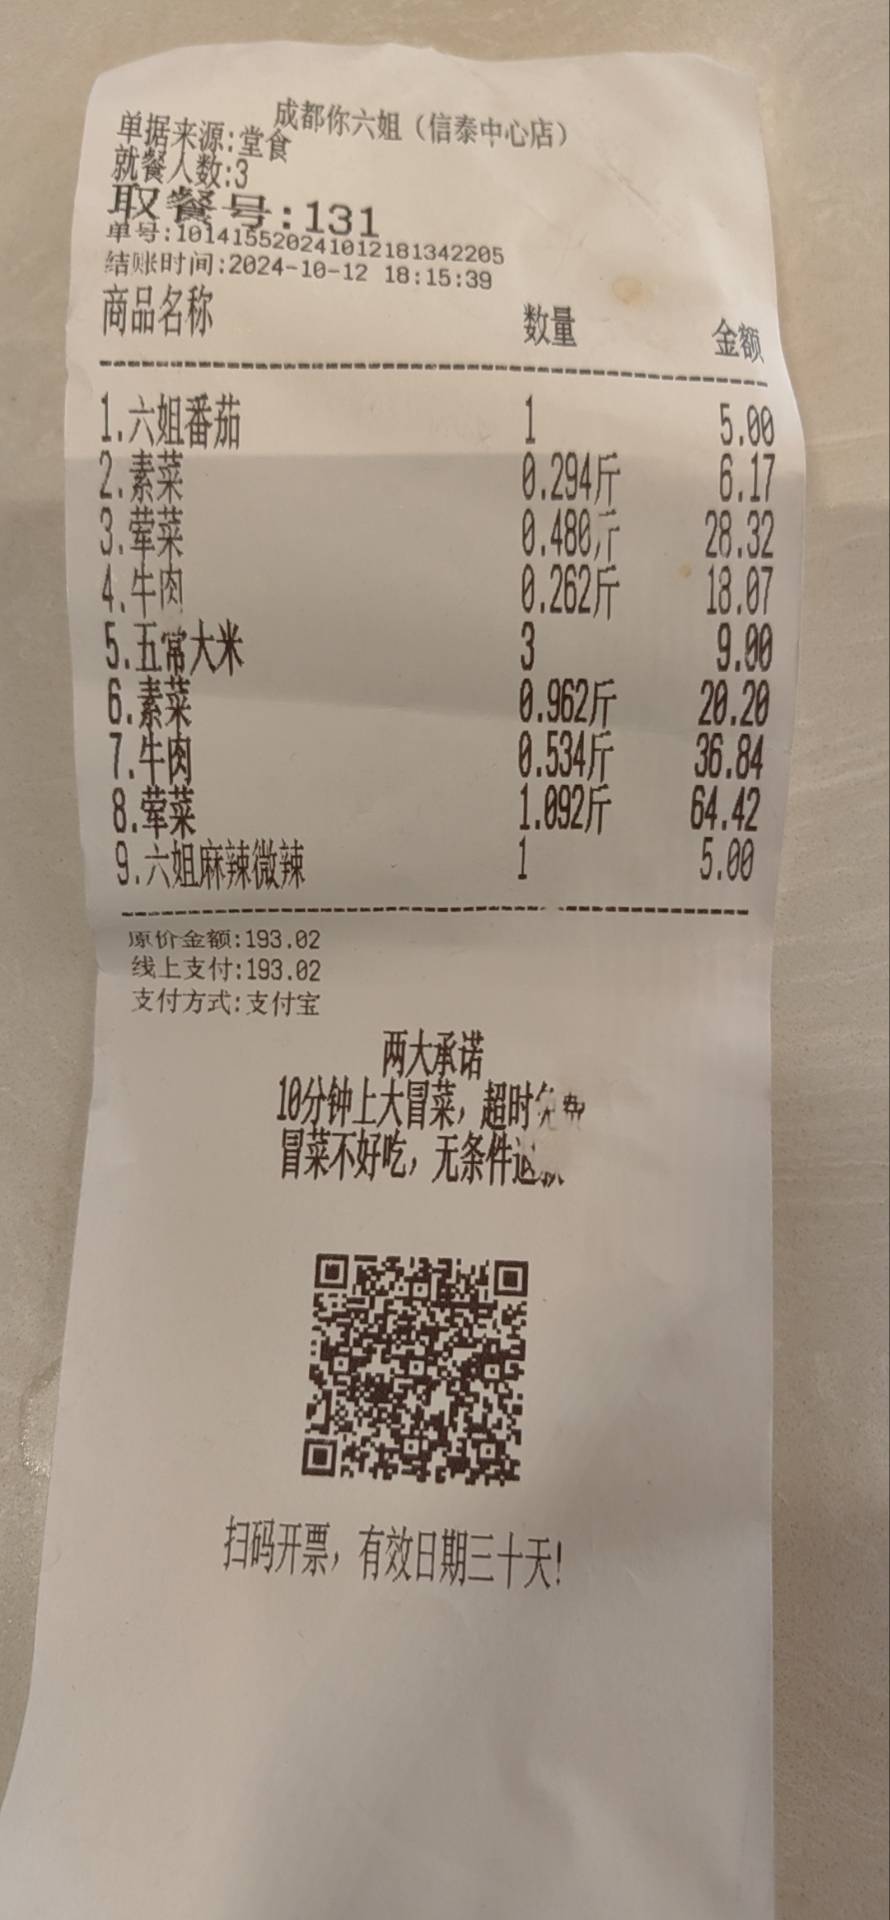 成都你六姐（信泰中心店）
单据来源:堂食
就餐人数:3
取餐号:131
单号:10141552024101218134​2205
结账时间:2024-10-12 18:15:39
商品名称 数量 金额
1.六姐番茄 1 5.00
2.素菜 0.294斤 6.17
3.荤菜 0.480斤 28.32
4.牛肉 0.262斤 18.07
5.五常大米 3 9.00
6.素菜 0.962斤 20.20
7.牛肉 0.534斤 36.84
8.荤菜 1.092斤 64.42
9.六姐麻辣微辣 1 5.00
原价金额:193.02
线上支付:193.02
支付方式:支付宝
两大承诺
10分钟上大冒菜，超时免费
冒菜不好吃，无条件退款
扫码开票，有效日期三十天!